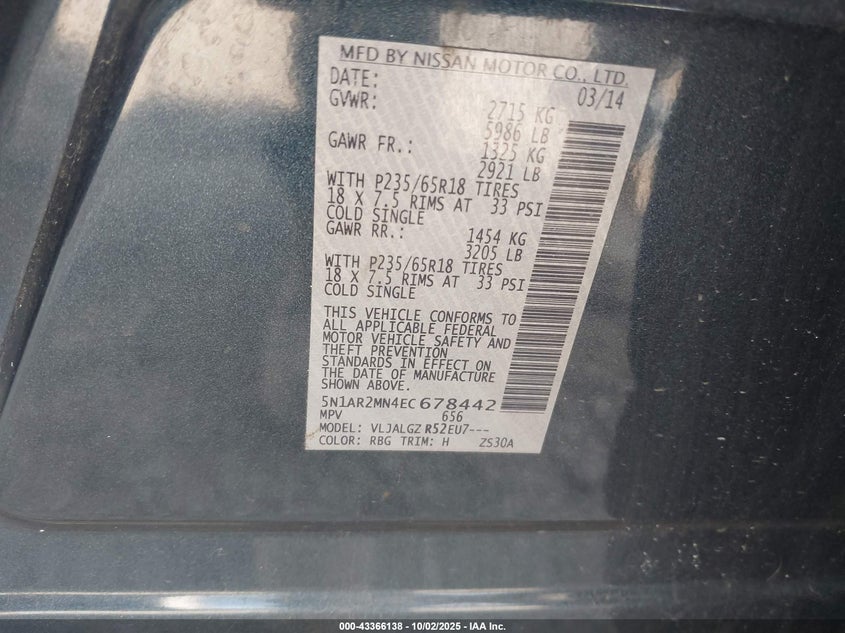 MFD BY NISSAN MOTOR CO., LTD.
DATE: 03/14
GVWR: 2715 KG
5986 LB
GAWR FR.: 1325 KG
2921 LB
WITH P235/65R18 TIRES
18 X 7.5 RIMS AT 33 PSI
COLD SINGLE
GAWR RR.: 1454 KG
3205 LB
WITH P235/65R18 TIRES
18 X 7.5 RIMS AT 33 PSI
COLD SINGLE
THIS VEHICLE CONFORMS TO
ALL APPLICABLE FEDERAL
MOTOR VEHICLE SAFETY AND
THEFT PREVENTION
STANDARDS IN EFFECT ON
THE DATE OF MANUFACTURE
SHOWN ABOVE.
5N1AR2MN4EC678442
MPV 656
MODEL: VLJALGZ R52EU7---
COLOR: RBG TRIM: H ZS30A
000-43366138 - 10/02/2025 - IAA Inc.